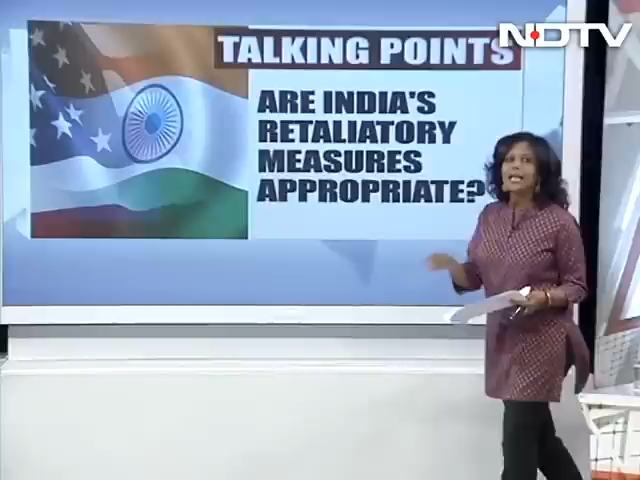 NDTV
TALKING POINTS
ARE INDIA'S
RETALIATORY
MEASURES
APPROPRIATE?